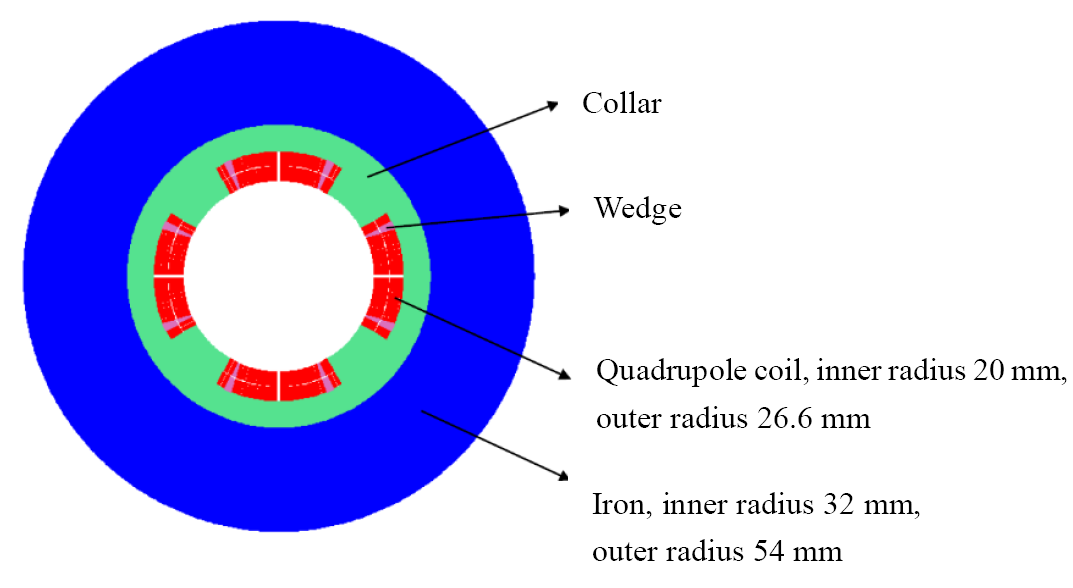 Collar
Wedge
Quadrupole coil, inner radius 20 mm,
outer radius 26.6 mm
Iron, inner radius 32 mm,
outer radius 54 mm